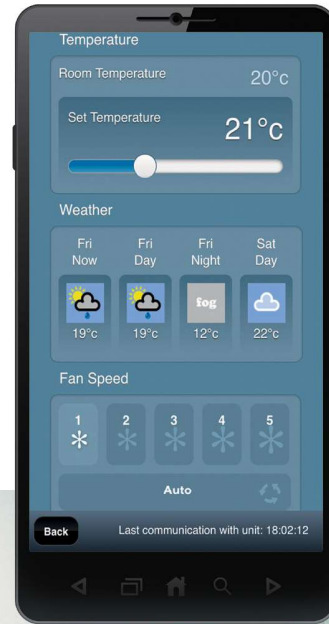 Temperature
Room Temperature 20°c
Set Temperature 21°c
Weather
Fri Fri Fri Sat
Now Day Night Day
fog
19°c 19°c 12°c 22°c
Fan Speed
1 2 3 4 5
Auto
Back Last communication with unit: 18:02:12